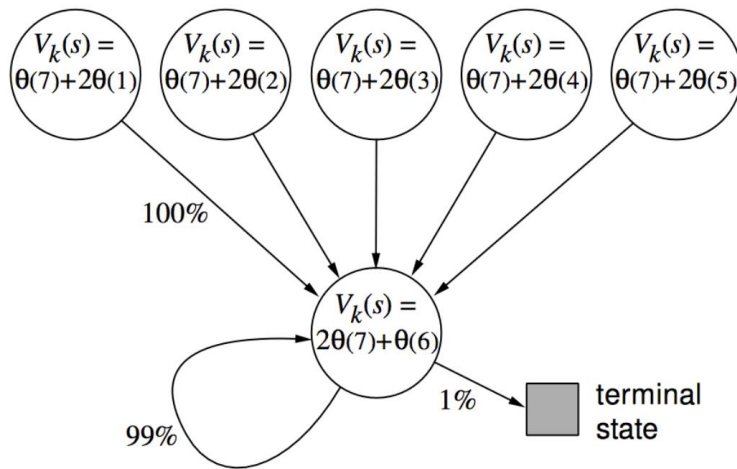 V_k(s) =
θ(7)+2θ(1)
V_k(s) =
θ(7)+2θ(2)
V_k(s) =
θ(7)+2θ(3)
V_k(s) =
θ(7)+2θ(4)
V_k(s) =
θ(7)+2θ(5)
100%
V_k(s) =
2θ(7)+θ(6)
99%
1%
terminal
state